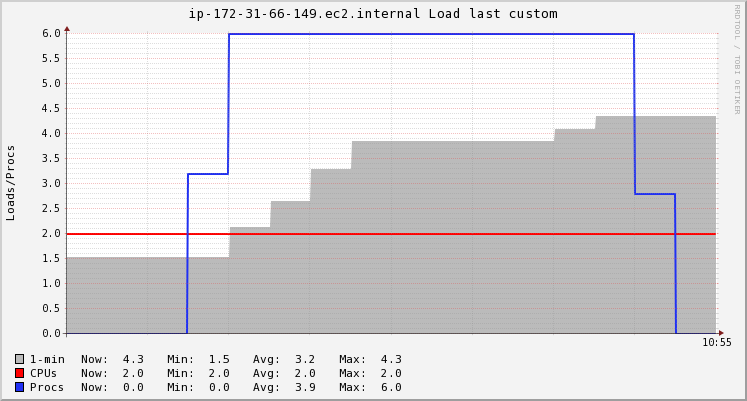 ip-172-31-66-149.ec2.internal Load last custom
RRDTOOL / TOBI OETIKER
Loads/Procs
6.0
5.5
5.0
4.5
4.0
3.5
3.0
2.5
2.0
1.5
1.0
0.5
0.0
10:55
1-min Now: 4.3 Min: 1.5 Avg: 3.2 Max: 4.3
CPUs Now: 2.0 Min: 2.0 Avg: 2.0 Max: 2.0
Procs Now: 0.0 Min: 0.0 Avg: 3.9 Max: 6.0